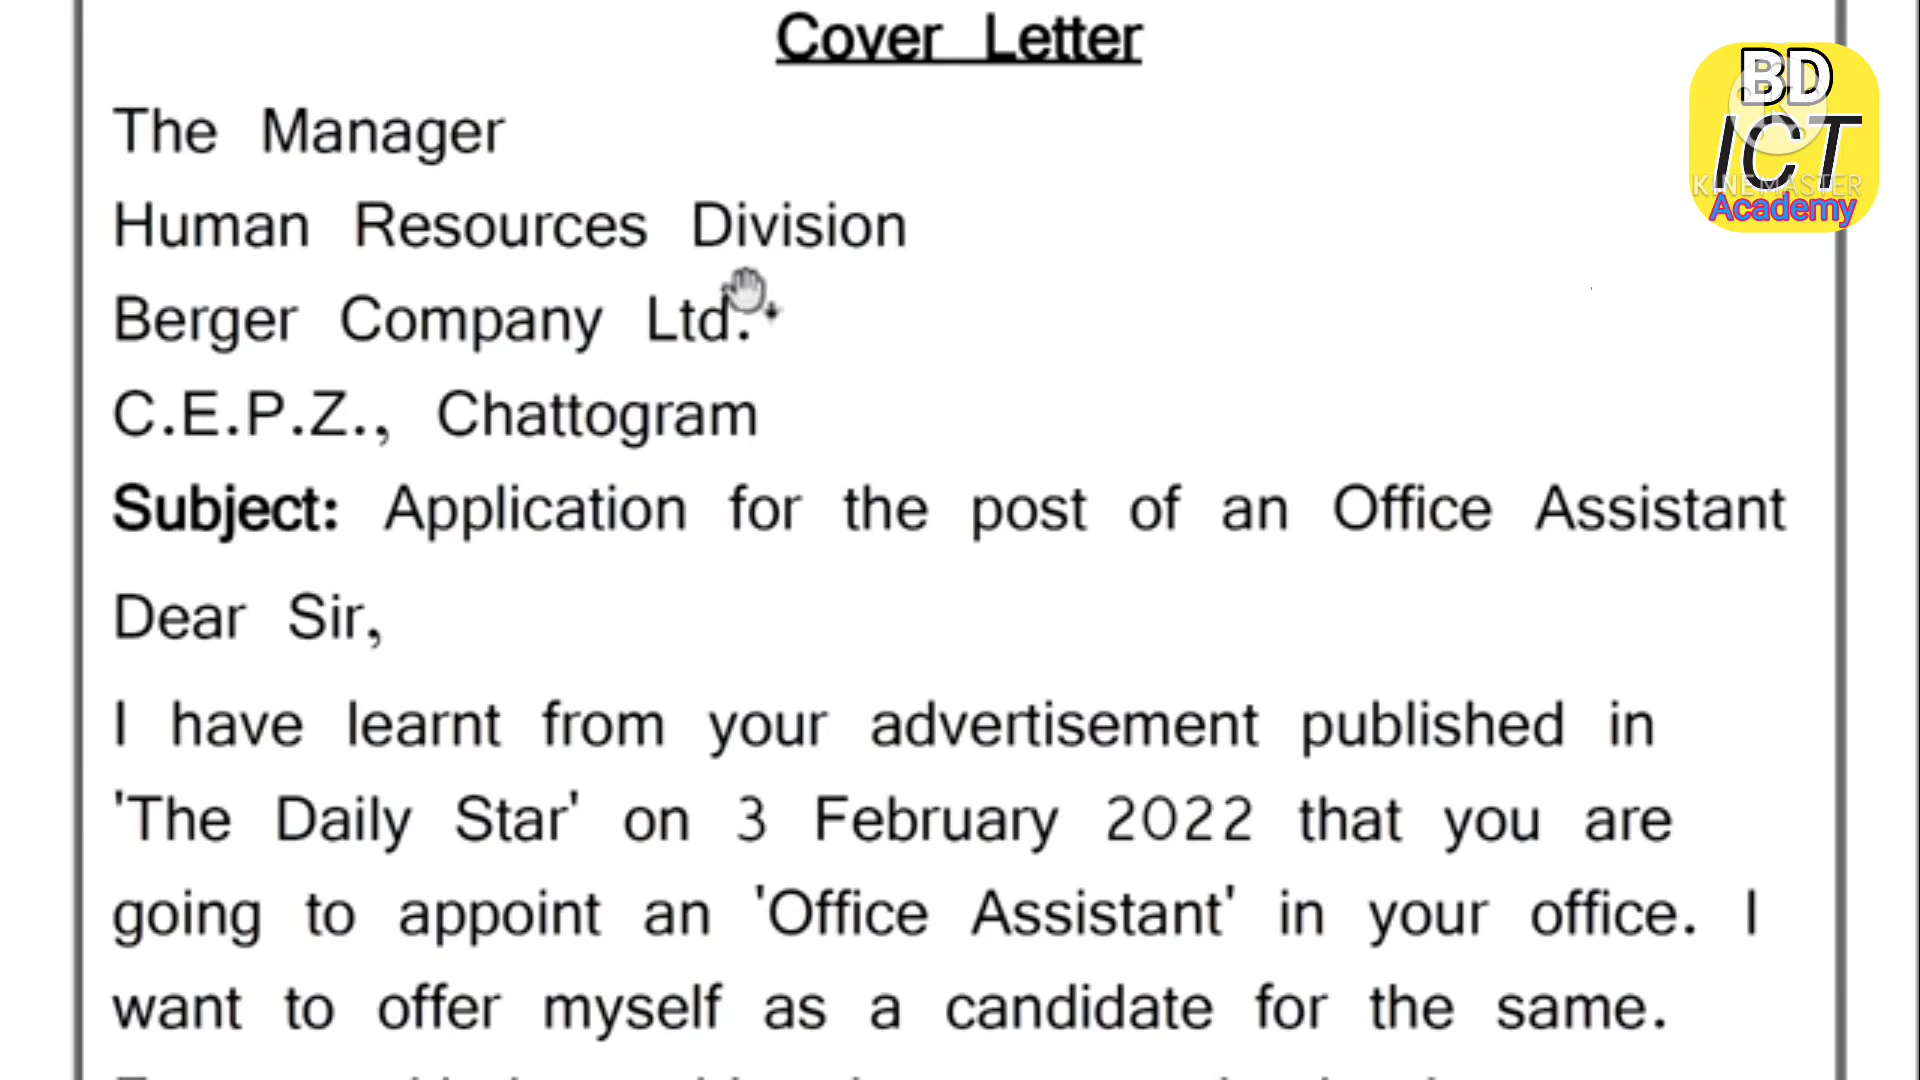 Cover Letter
The Manager
Human Resources Division
Berger Company Ltd.
C.E.P.Z., Chattogram
Subject: Application for the post of an Office Assistant
Dear Sir,
I have learnt from your advertisement published in
'The Daily Star' on 3 February 2022 that you are
going to appoint an 'Office Assistant' in your office. I
want to offer myself as a candidate for the same.
BD
ICT
KINEMASTER
Academy